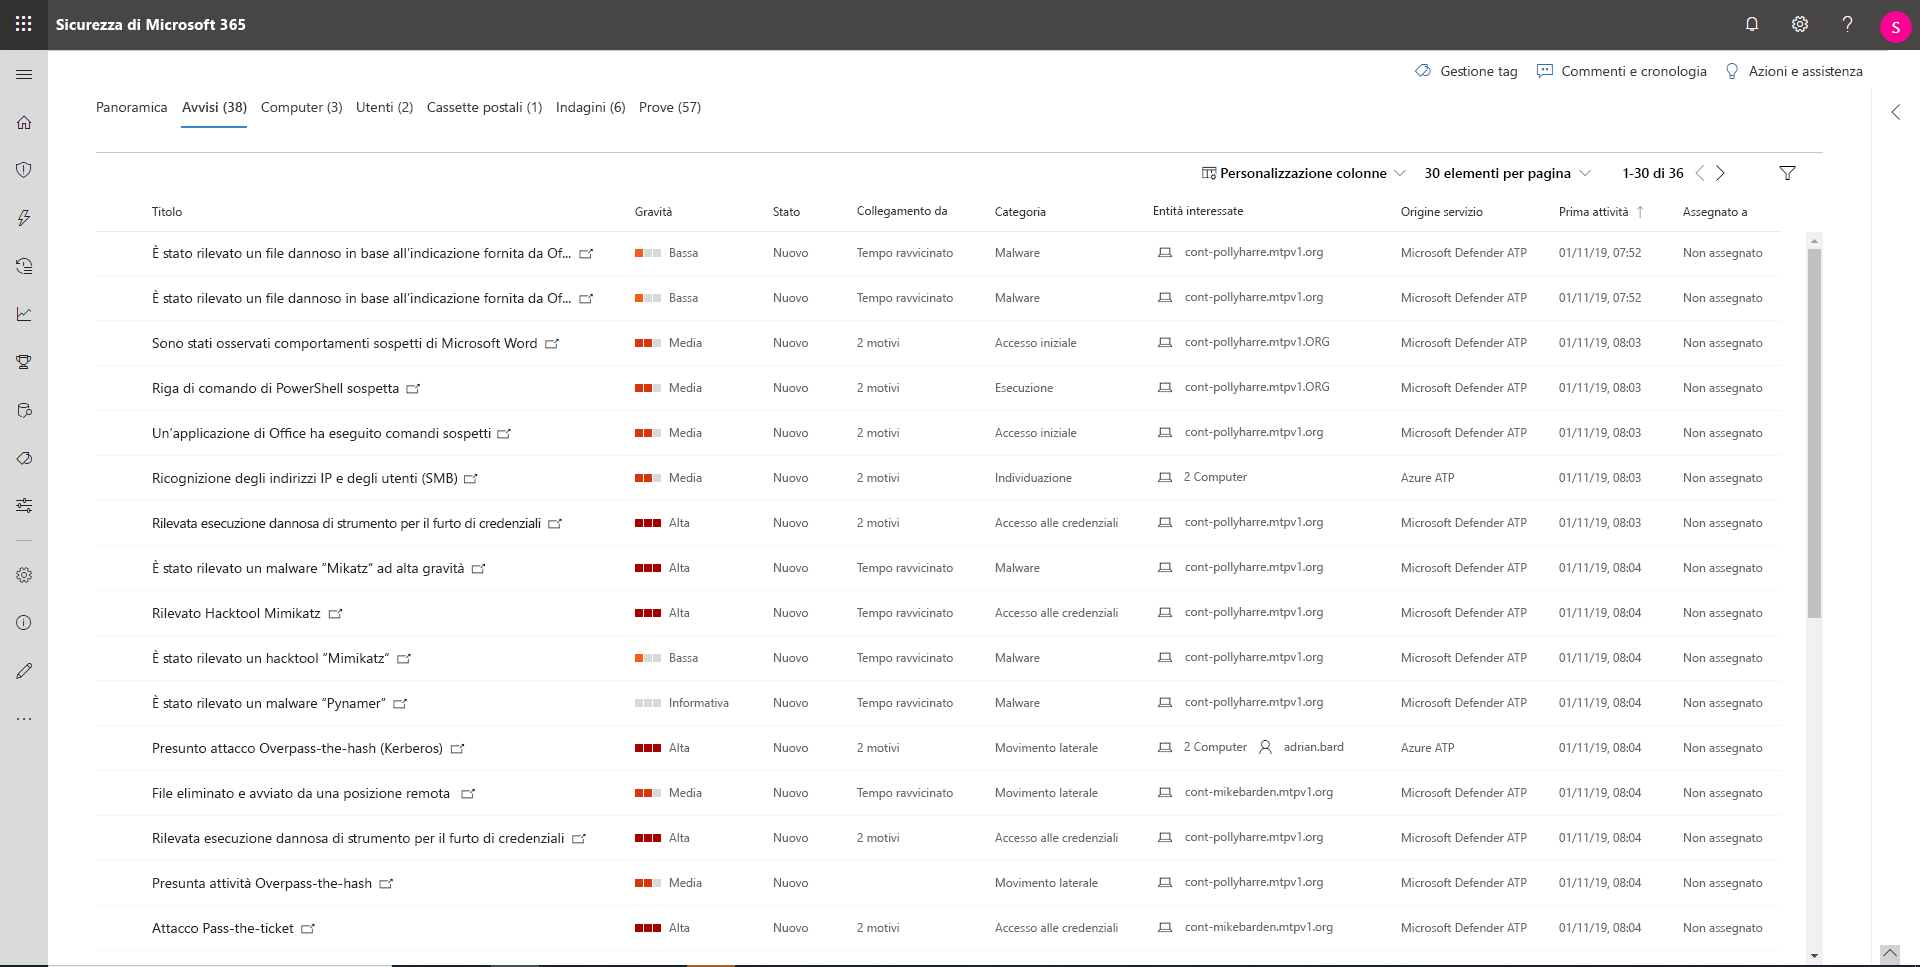 Sicurezza di Microsoft 365
S
Gestione tag Commenti e cronologia Azioni e assistenza
Panoramica Avvisi (38) Computer (3) Utenti (2) Cassette postali (1) Indagini (6) Prove (57)
Personalizzazione colonne 30 elementi per pagina 1-30 di 36
Titolo Gravità Stato Collegamento da Categoria Entità interessate Origine servizio Prima attività Assegnato a
È stato rilevato un file dannoso in base all’indicazione fornita da Of... Bassa Nuovo Tempo ravvicinato Malware cont-pollyharre.mtpv1.org Microsoft Defender ATP 01/11/19, 07:52 Non assegnato
È stato rilevato un file dannoso in base all’indicazione fornita da Of... Bassa Nuovo Tempo ravvicinato Malware cont-pollyharre.mtpv1.org Microsoft Defender ATP 01/11/19, 07:52 Non assegnato
Sono stati osservati comportamenti sospetti di Microsoft Word Media Nuovo 2 motivi Accesso iniziale cont-pollyharre.mtpv1.ORG Microsoft Defender ATP 01/11/19, 08:03 Non assegnato
Riga di comando di PowerShell sospetta Media Nuovo 2 motivi Esecuzione cont-pollyharre.mtpv1.ORG Microsoft Defender ATP 01/11/19, 08:03 Non assegnato
Un’applicazione di Office ha eseguito comandi sospetti Media Nuovo 2 motivi Accesso iniziale cont-pollyharre.mtpv1.org Microsoft Defender ATP 01/11/19, 08:03 Non assegnato
Ricognizione degli indirizzi IP e degli utenti (SMB) Media Nuovo 2 motivi Individuazione 2 Computer Azure ATP 01/11/19, 08:03 Non assegnato
Rilevata esecuzione dannosa di strumento per il furto di credenziali Alta Nuovo 2 motivi Accesso alle credenziali cont-pollyharre.mtpv1.org Microsoft Defender ATP 01/11/19, 08:03 Non assegnato
È stato rilevato un malware “Mikatz” ad alta gravità Alta Nuovo Tempo ravvicinato Malware cont-pollyharre.mtpv1.org Microsoft Defender ATP 01/11/19, 08:04 Non assegnato
Rilevato Hacktool Mimikatz Alta Nuovo Tempo ravvicinato Accesso alle credenziali cont-pollyharre.mtpv1.org Microsoft Defender ATP 01/11/19, 08:04 Non assegnato
È stato rilevato un hacktool “Mimikatz” Bassa Nuovo Tempo ravvicinato Malware cont-pollyharre.mtpv1.org Microsoft Defender ATP 01/11/19, 08:04 Non assegnato
È stato rilevato un malware “Pynamer” Informativa Nuovo Tempo ravvicinato Malware cont-pollyharre.mtpv1.org Microsoft Defender ATP 01/11/19, 08:04 Non assegnato
Presunto attacco Overpass-the-hash (Kerberos) Alta Nuovo 2 motivi Movimento laterale 2 Computer adrian.bard Azure ATP 01/11/19, 08:04 Non assegnato
File eliminato e avviato da una posizione remota Media Nuovo Tempo ravvicinato Movimento laterale cont-mikebarden.mtpv1.org Microsoft Defender ATP 01/11/19, 08:04 Non assegnato
Rilevata esecuzione dannosa di strumento per il furto di credenziali Alta Nuovo 2 motivi Accesso alle credenziali cont-pollyharre.mtpv1.org Microsoft Defender ATP 01/11/19, 08:04 Non assegnato
Presunta attività Overpass-the-hash Media Nuovo Movimento laterale cont-pollyharre.mtpv1.org Microsoft Defender ATP 01/11/19, 08:04 Non assegnato
Attacco Pass-the-ticket Alta Nuovo 2 motivi Accesso alle credenziali cont-mikebarden.mtpv1.org Microsoft Defender ATP 01/11/19, 08:04 Non assegnato